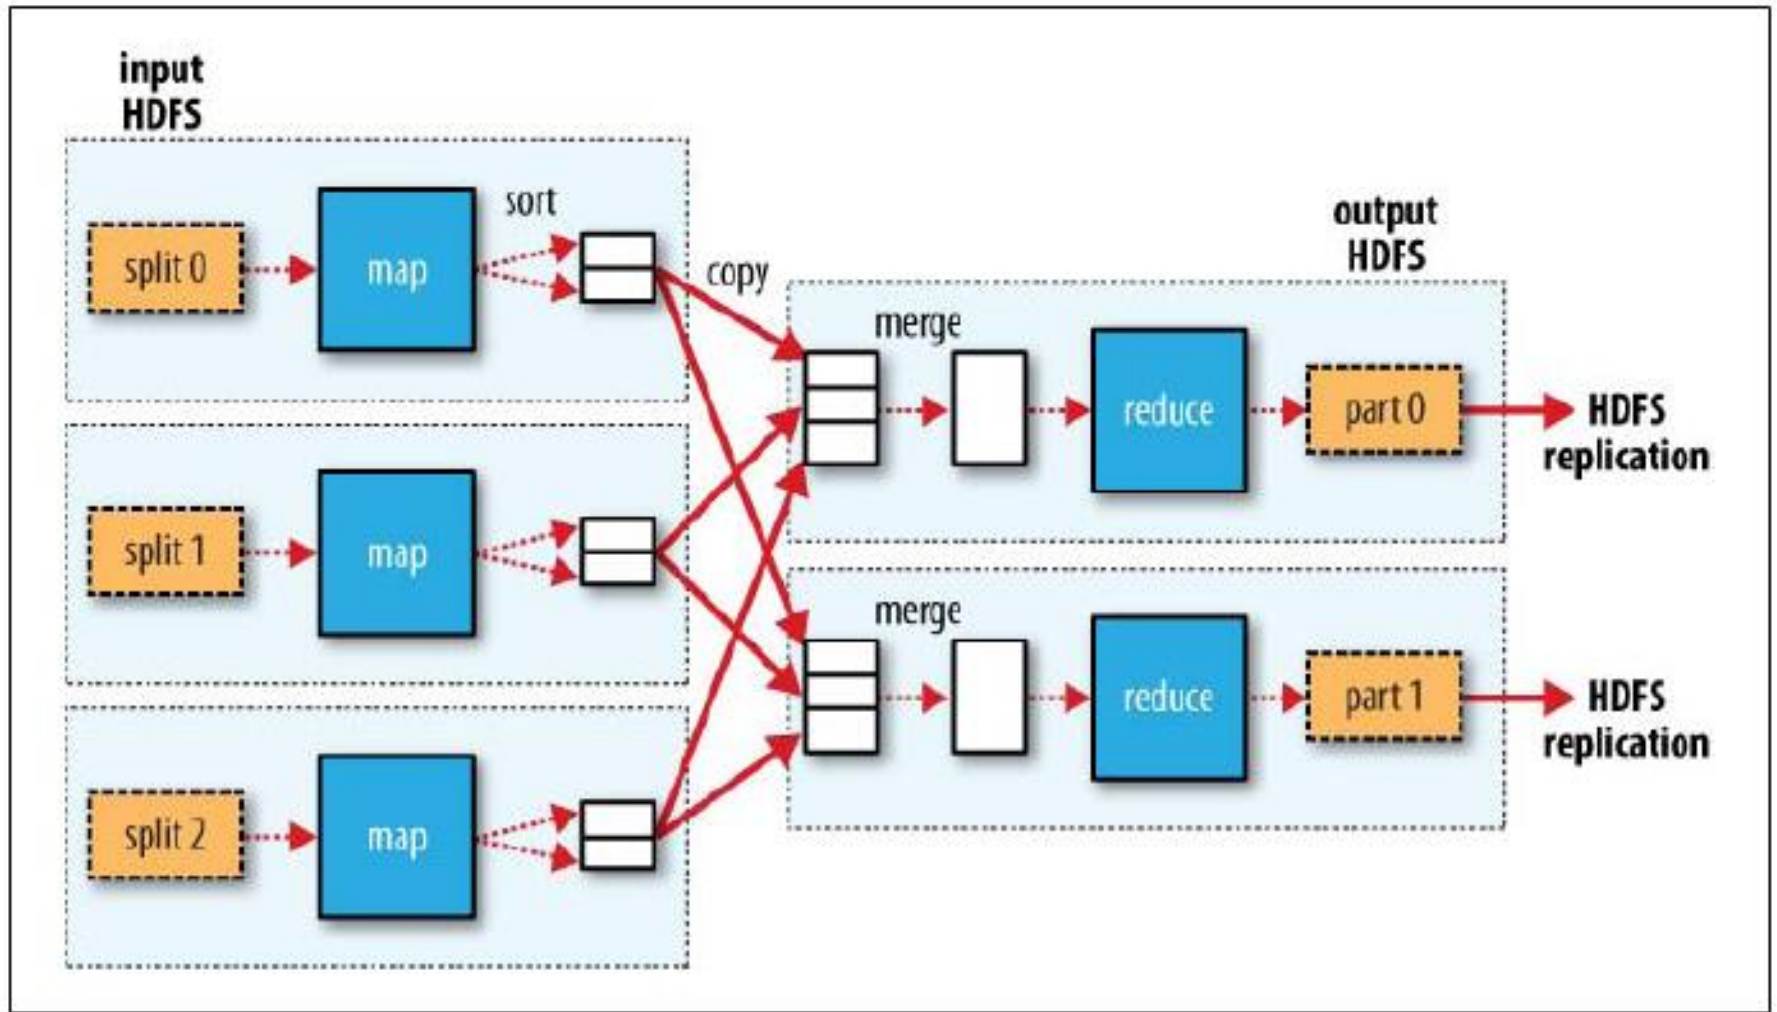 input
HDFS
split 0
map
sort
copy
split 1
map
split 2
map
output
HDFS
merge
reduce
part 0
HDFS
replication
merge
reduce
part 1
HDFS
replication